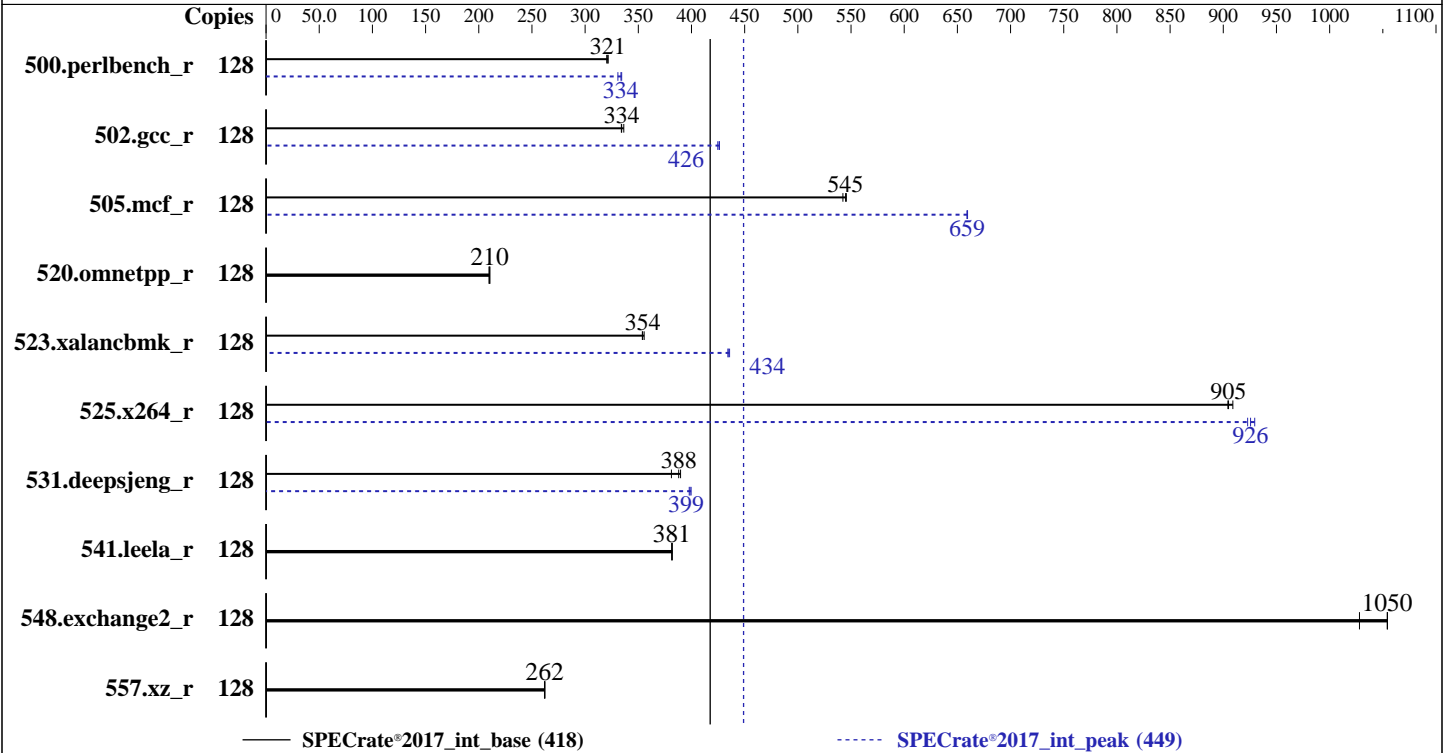 Copies 0 50.0 100 150 200 250 300 350 400 450 500 550 600 650 700 750 800 850 900 950 1000 1100
500.perlbench_r 128 321
334
502.gcc_r 128 334
426
505.mcf_r 128 545
659
520.omnetpp_r 128 210
523.xalancbmk_r 128 354
434
525.x264_r 128 905
926
531.deepsjeng_r 128 388
399
541.leela_r 128 381
548.exchange2_r 128 1050
557.xz_r 128 262
SPECrate®2017_int_base (418) SPECrate®2017_int_peak (449)